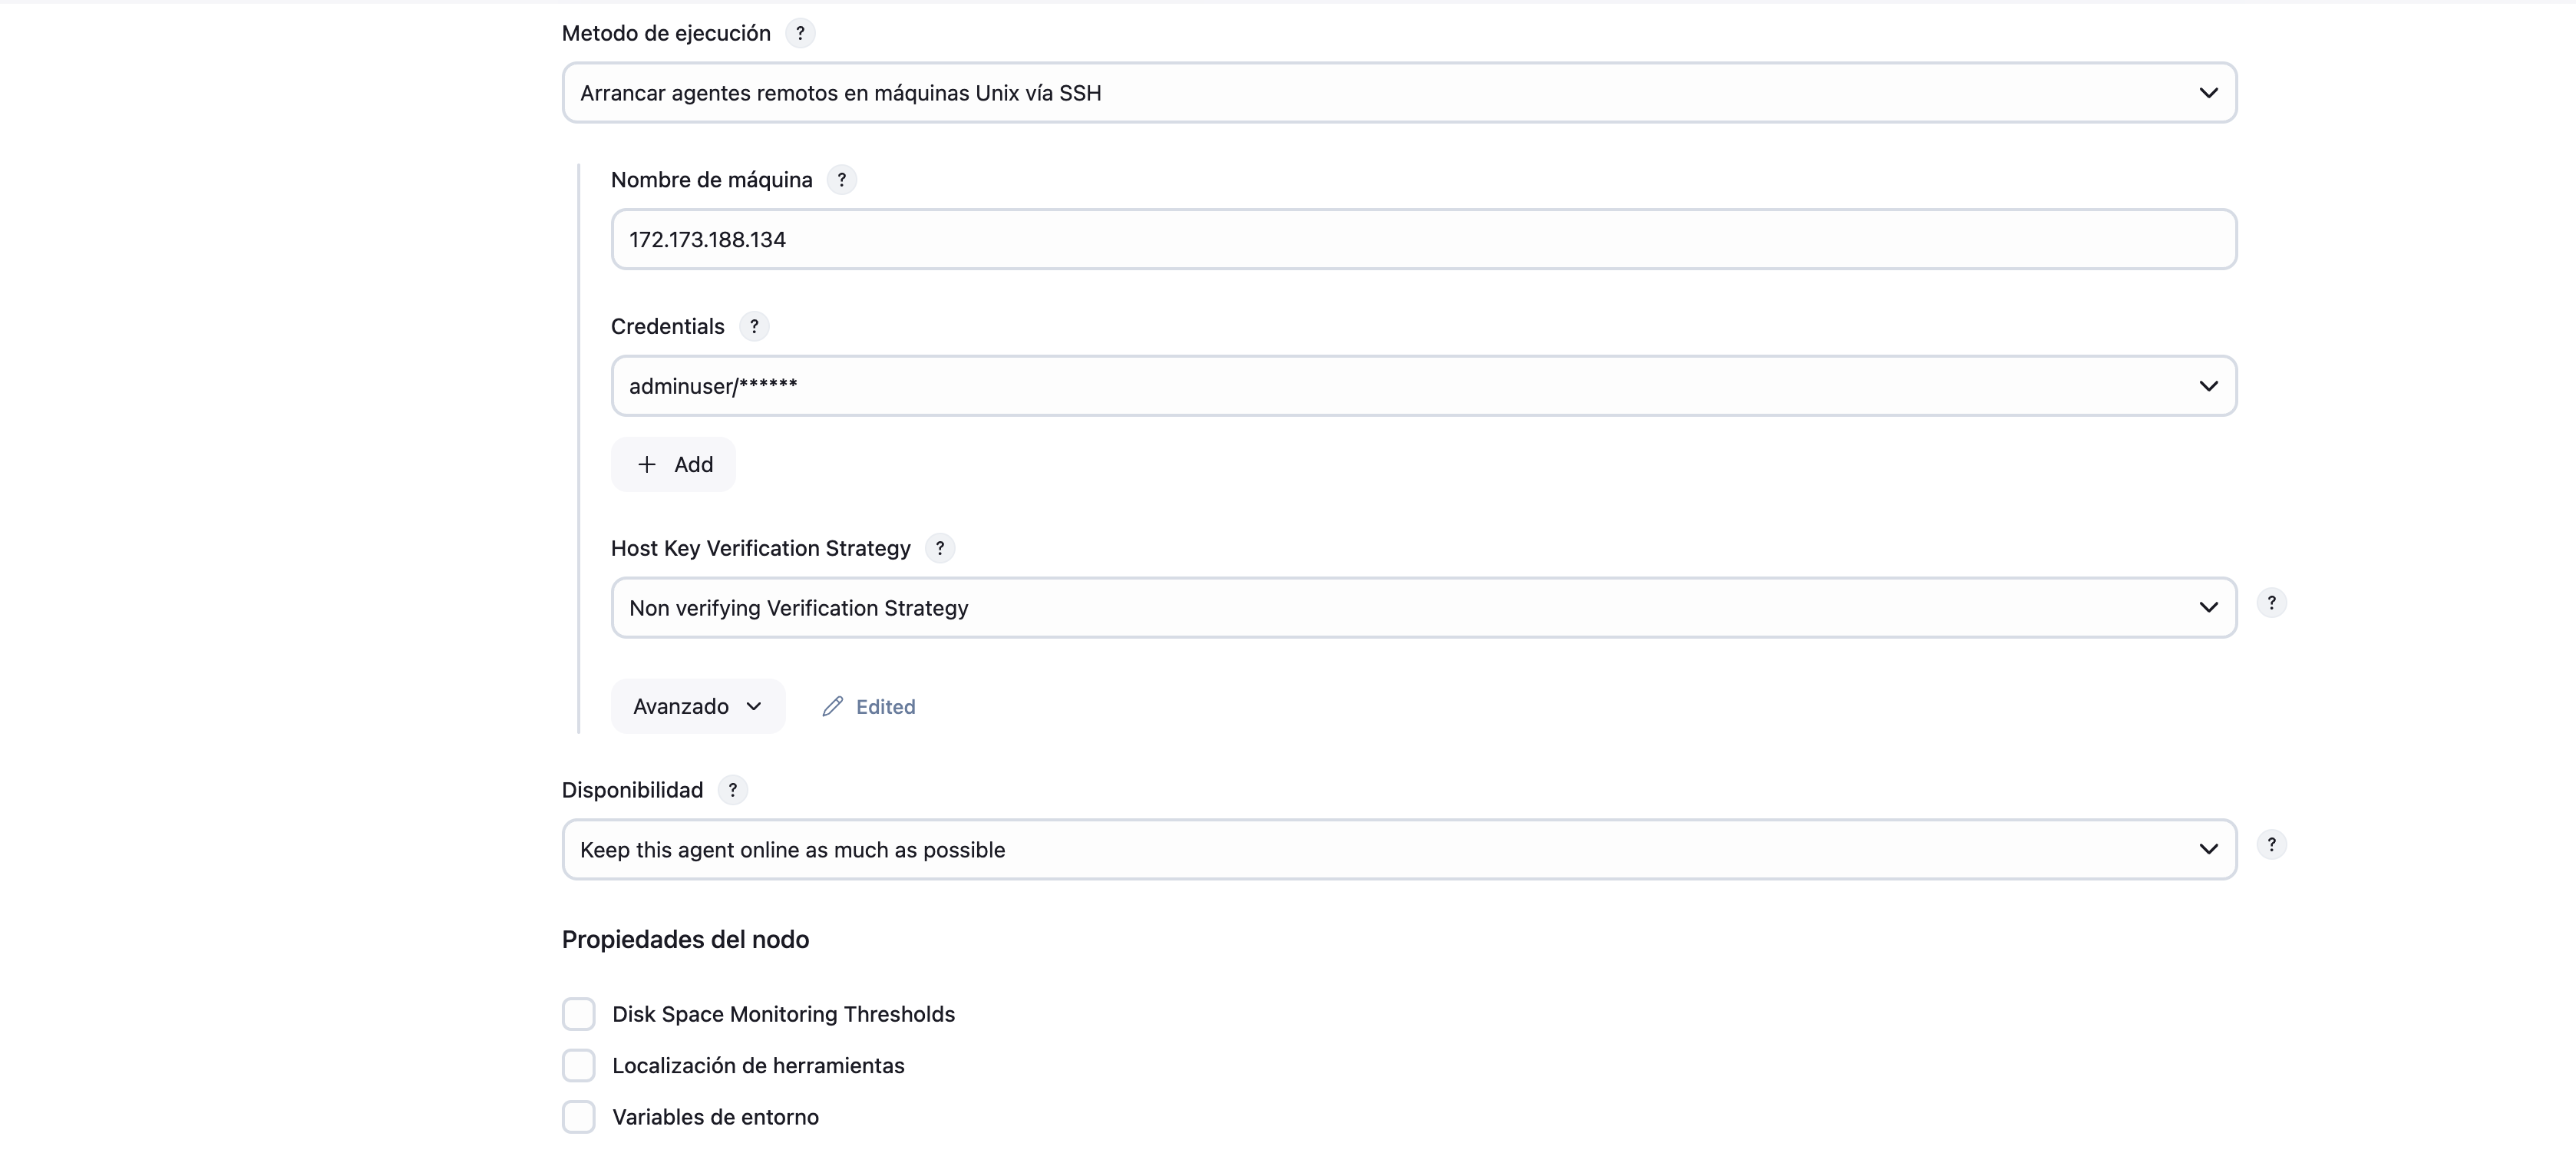 Metodo de ejecución ?
Arrancar agentes remotos en máquinas Unix vía SSH
Nombre de máquina ?
172.173.188.134
Credentials ?
adminuser/******
+ Add
Host Key Verification Strategy ?
Non verifying Verification Strategy
?
Avanzado Edited
Disponibilidad ?
Keep this agent online as much as possible
?
Propiedades del nodo
Disk Space Monitoring Thresholds
Localización de herramientas
Variables de entorno